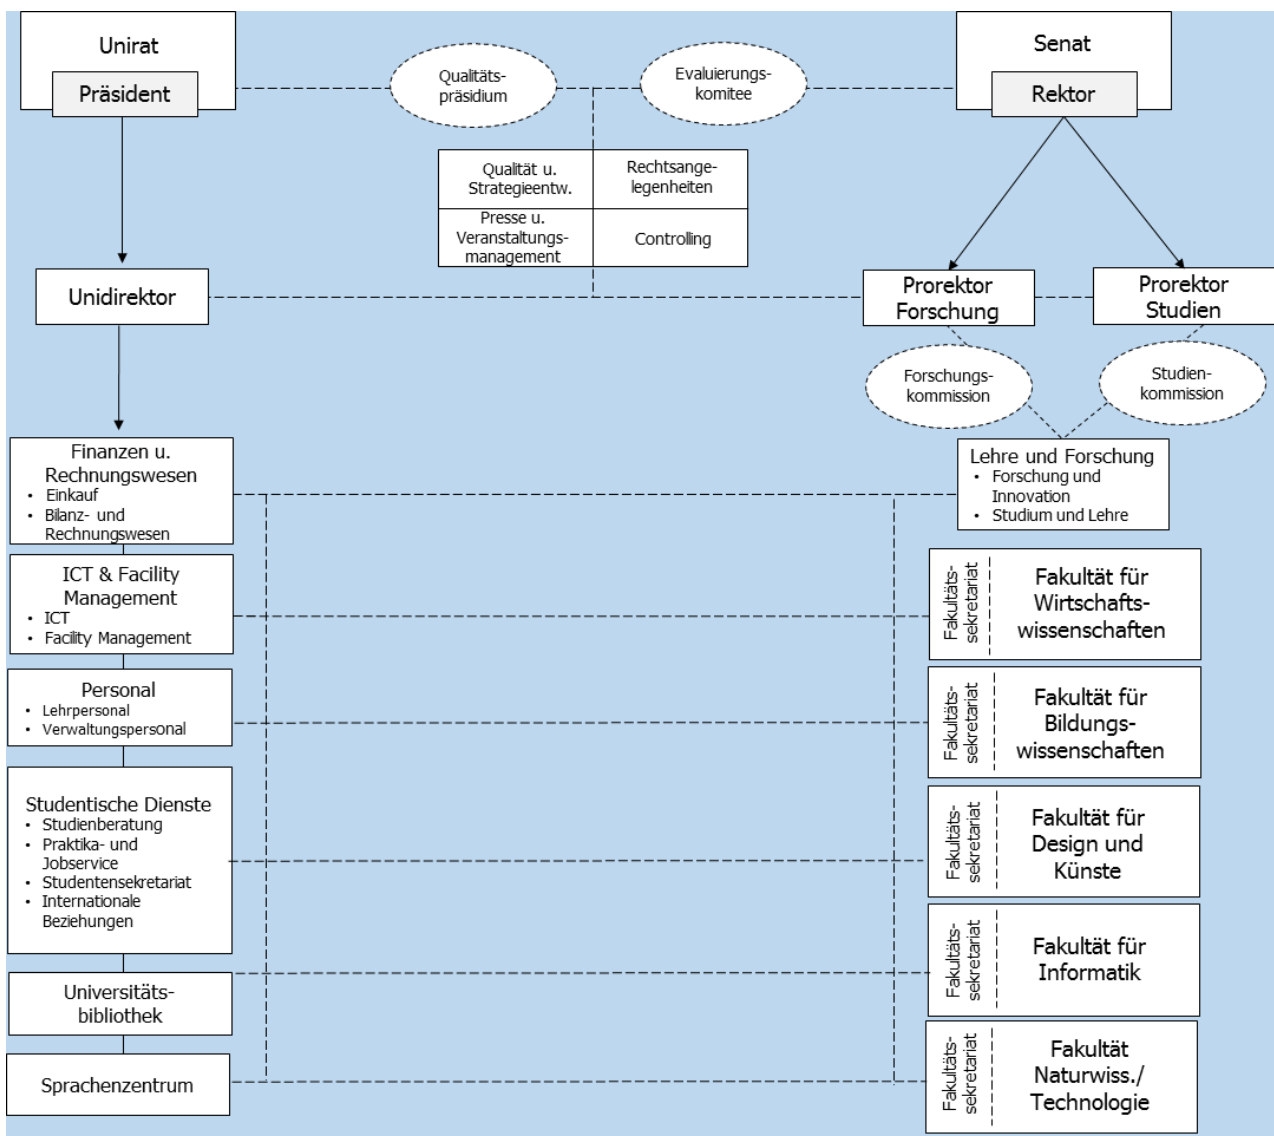 Unirat
Präsident
Qualitäts-
präsidium
Evaluierungs-
komitee
Senat
Rektor
Qualität u.
Strategieentw.
Rechtsange-
legenheiten
Presse u.
Veranstaltungs-
management
Controlling
Unidirektor
Prorektor
Forschung
Prorektor
Studien
Forschungs-
kommission
Studien-
kommission
Finanzen u.
Rechnungswesen
• Einkauf
• Bilanz- und
Rechnungswesen
Lehre und Forschung
• Forschung und
Innovation
• Studium und Lehre
ICT & Facility
Management
• ICT
• Facility Management
Fakultäts-
sekretariat
Fakultät für
Wirtschafts-
wissenschaften
Personal
• Lehrpersonal
• Verwaltungspersonal
Fakultäts-
sekretariat
Fakultät für
Bildungs-
wissenschaften
Studentische Dienste
• Studienberatung
• Praktika- und
Jobservice
• Studentensekretariat
• Internationale
Beziehungen
Fakultäts-
sekretariat
Fakultät für
Design und
Künste
Universitäts-
bibliothek
Fakultäts-
sekretariat
Fakultät für
Informatik
Sprachenzentrum
Fakultäts-
sekretariat
Fakultät
Naturwiss./
Technologie